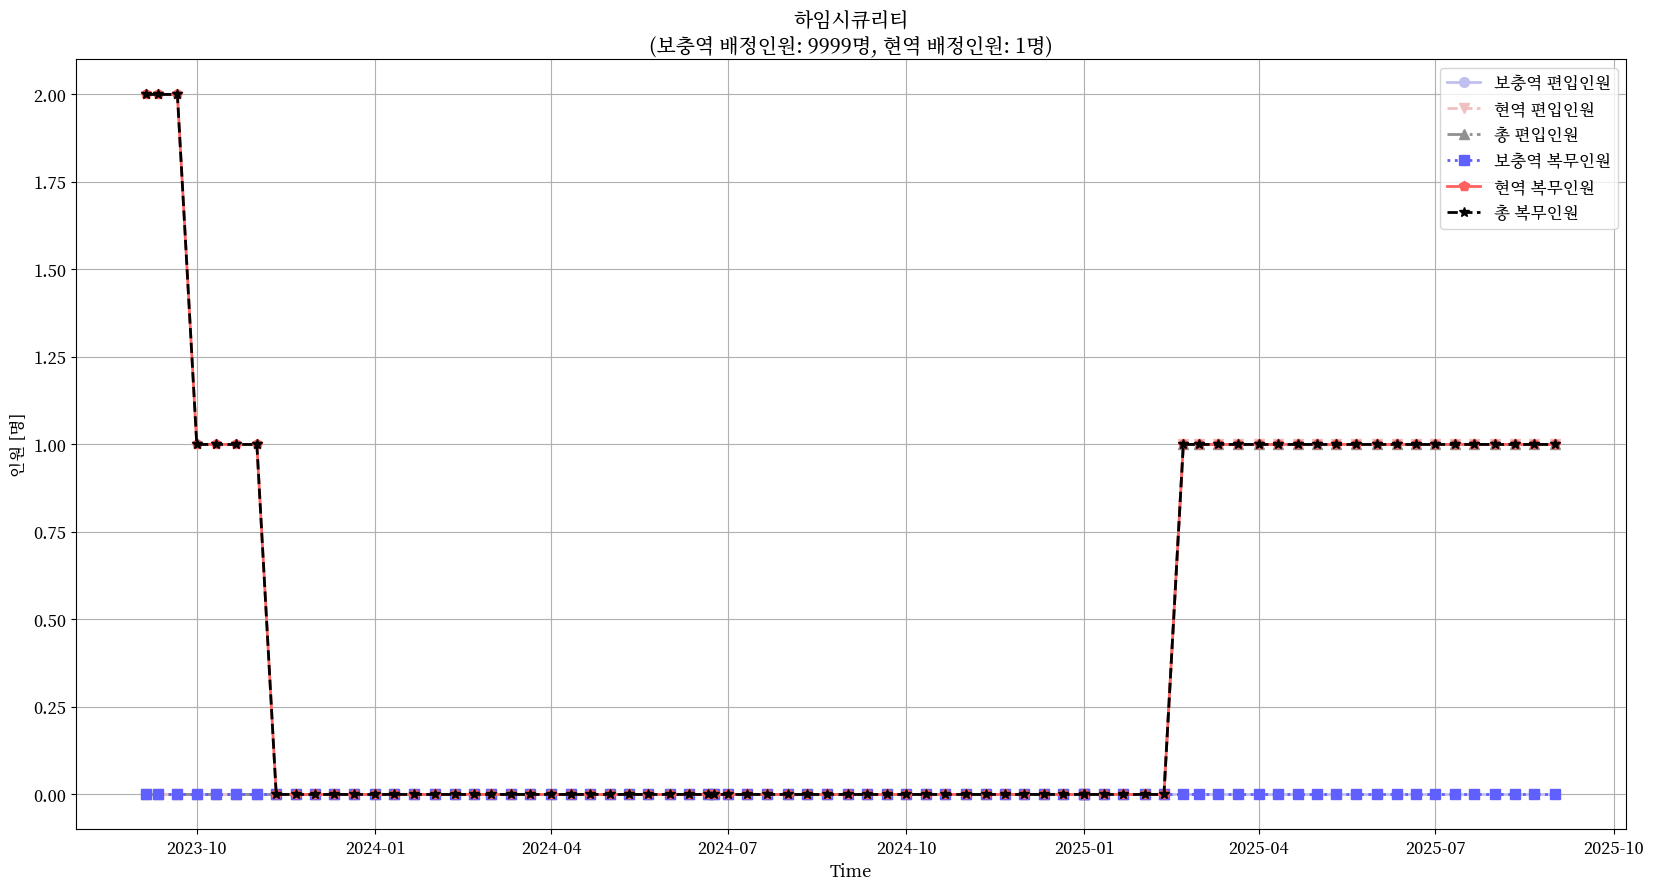 하임시큐리티
(보충역 배정인원: 9999명, 현역 배정인원: 1명)
보충역 편입인원
현역 편입인원
총 편입인원
보충역 복무인원
현역 복무인원
총 복무인원
인원 [명]
2.00
1.75
1.50
1.25
1.00
0.75
0.50
0.25
0.00
2023-10
2024-01
2024-04
2024-07
2024-10
2025-01
2025-04
2025-07
2025-10
Time